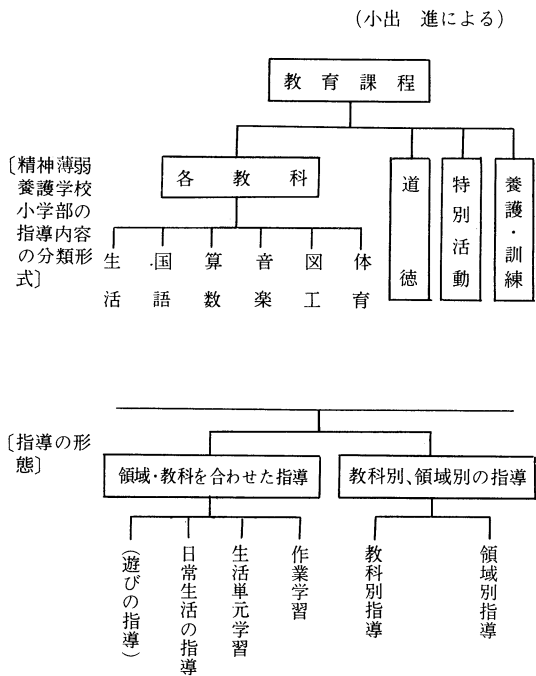 （小出 進による）
教育課程
〔精神薄弱
養護学校
小学部の
指導内容
の分類形
式〕
各教科
道徳
特別活動
養護・訓練
生活
国語
算数
音楽
図工
体育
〔指導の形
態〕
領域・教科を合わせた指導
教科別、領域別の指導
（遊びの指導）
日常生活の指導
生活単元学習
作業学習
教科別指導
領域別指導